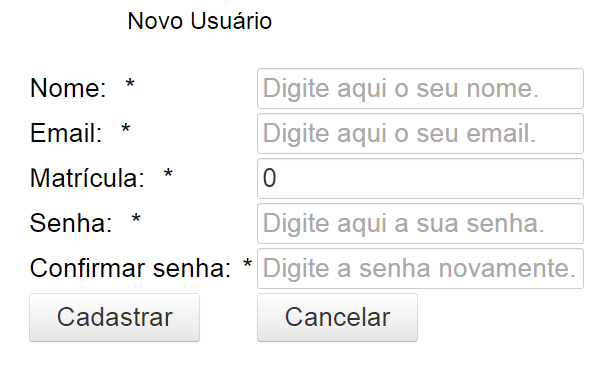 Novo Usuário
Nome: * Digite aqui o seu nome.
Email: * Digite aqui o seu email.
Matrícula: * 0
Senha: * Digite aqui a sua senha.
Confirmar senha: * Digite a senha novamente.
Cadastrar Cancelar